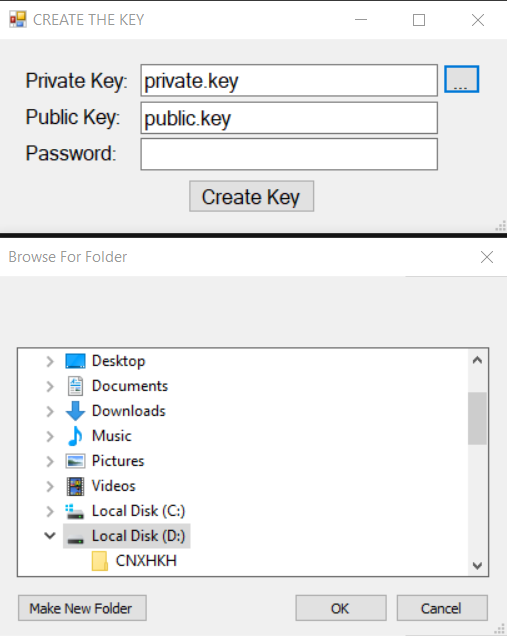 CREATE THE KEY
Private Key: private.key ...
Public Key: public.key
Password:
Create Key
Browse For Folder
Desktop
Documents
Downloads
Music
Pictures
Videos
Local Disk (C:)
Local Disk (D:)
CNXHKH
Make New Folder OK Cancel